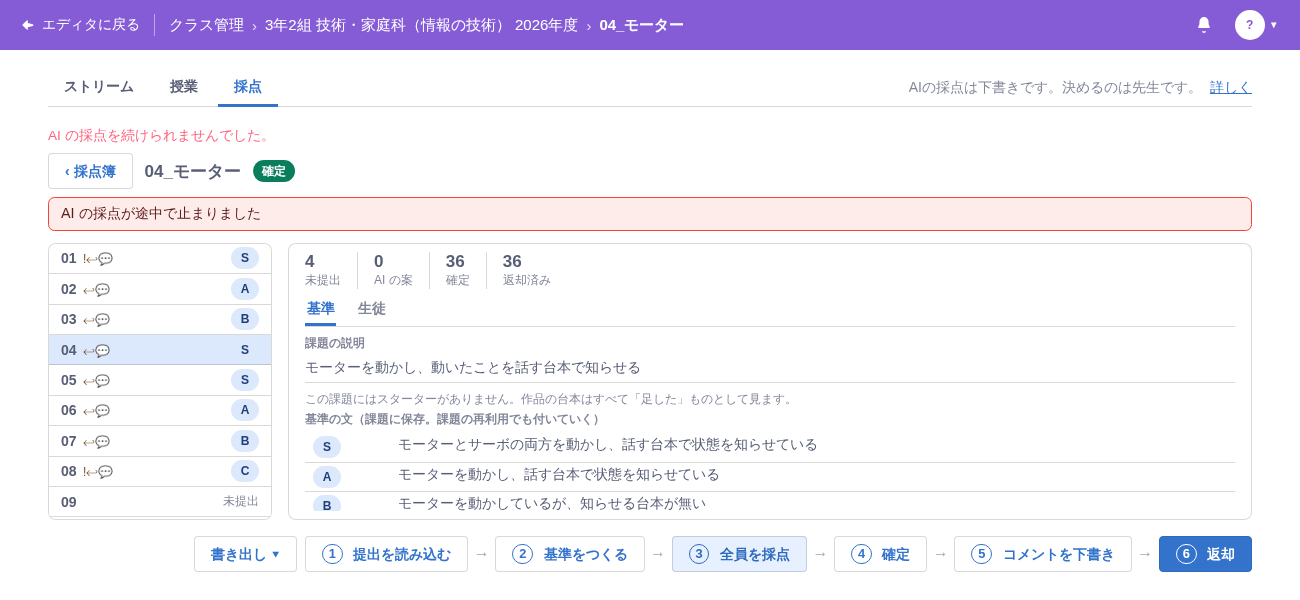 エディタに戻る クラス管理 › 3年2組 技術・家庭科（情報の技術） 2026年度 › 04_モーター ? ▾
ストリーム 授業 採点 AIの採点は下書きです。決めるのは先生です。 詳しく
AI の採点を続けられませんでした。
‹ 採点簿 04_モーター 確定
AI の採点が途中で止まりました
01 !↩💬 S
02 ↩💬 A
03 ↩💬 B
04 ↩💬 S
05 ↩💬 S
06 ↩💬 A
07 ↩💬 B
08 !↩💬 C
09 未提出
4 0 36 36
未提出 AI の案 確定 返却済み
基準 生徒
課題の説明
モーターを動かし、動いたことを話す台本で知らせる
この課題にはスターターがありません。作品の台本はすべて「足した」ものとして見ます。
基準の文（課題に保存。課題の再利用でも付いていく）
S モーターとサーボの両方を動かし、話す台本で状態を知らせている
A モーターを動かし、話す台本で状態を知らせている
B モーターを動かしているが、知らせる台本が無い
書き出し ▾ 1 提出を読み込む → 2 基準をつくる → 3 全員を採点 → 4 確定 → 5 コメントを下書き → 6 返却